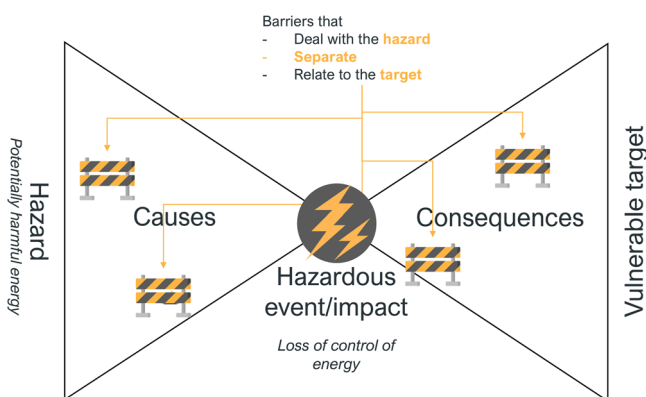 Barriers that
- Deal with the hazard
- Separate
- Relate to the target
Hazard
Potentially harmful energy
Causes
Consequences
Hazardous
event/impact
Loss of control of
energy
Vulnerable target